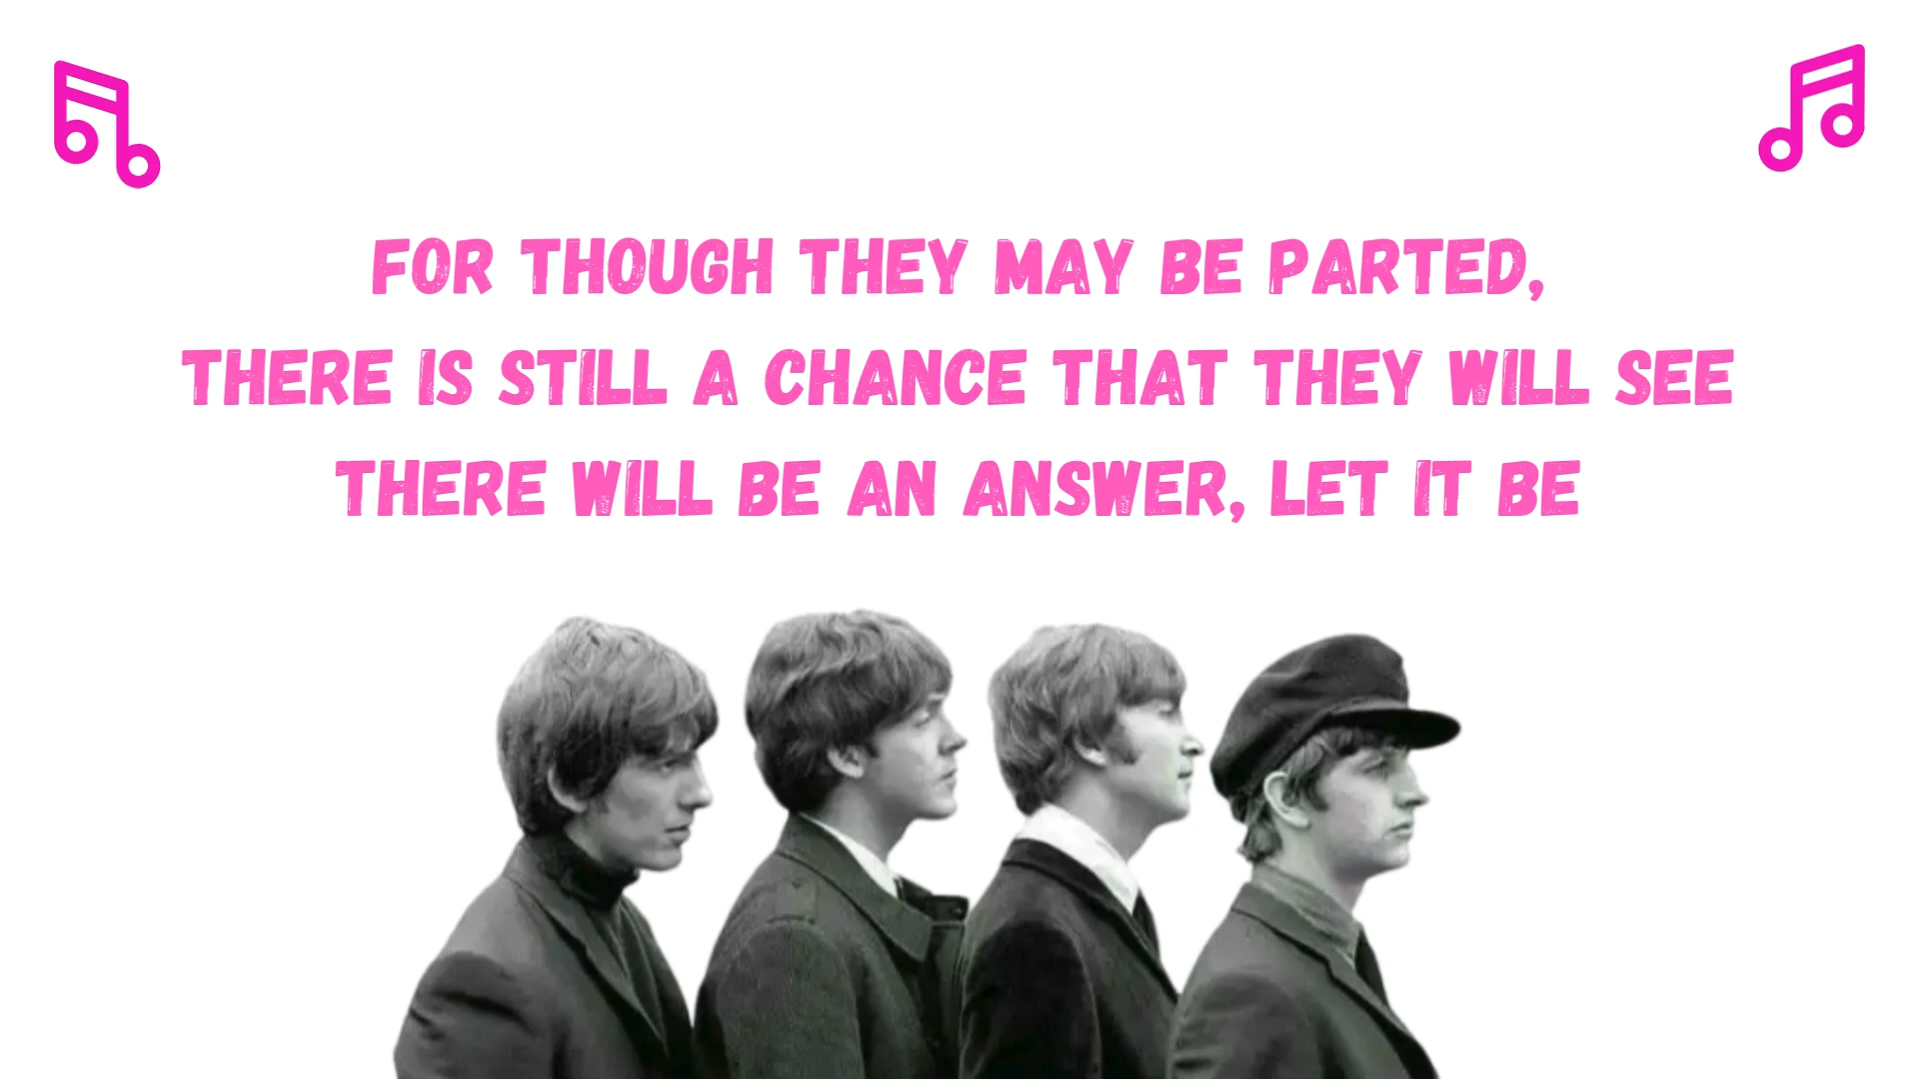 FOR THOUGH THEY MAY BE PARTED,
THERE IS STILL A CHANCE THAT THEY WILL SEE
THERE WILL BE AN ANSWER, LET IT BE